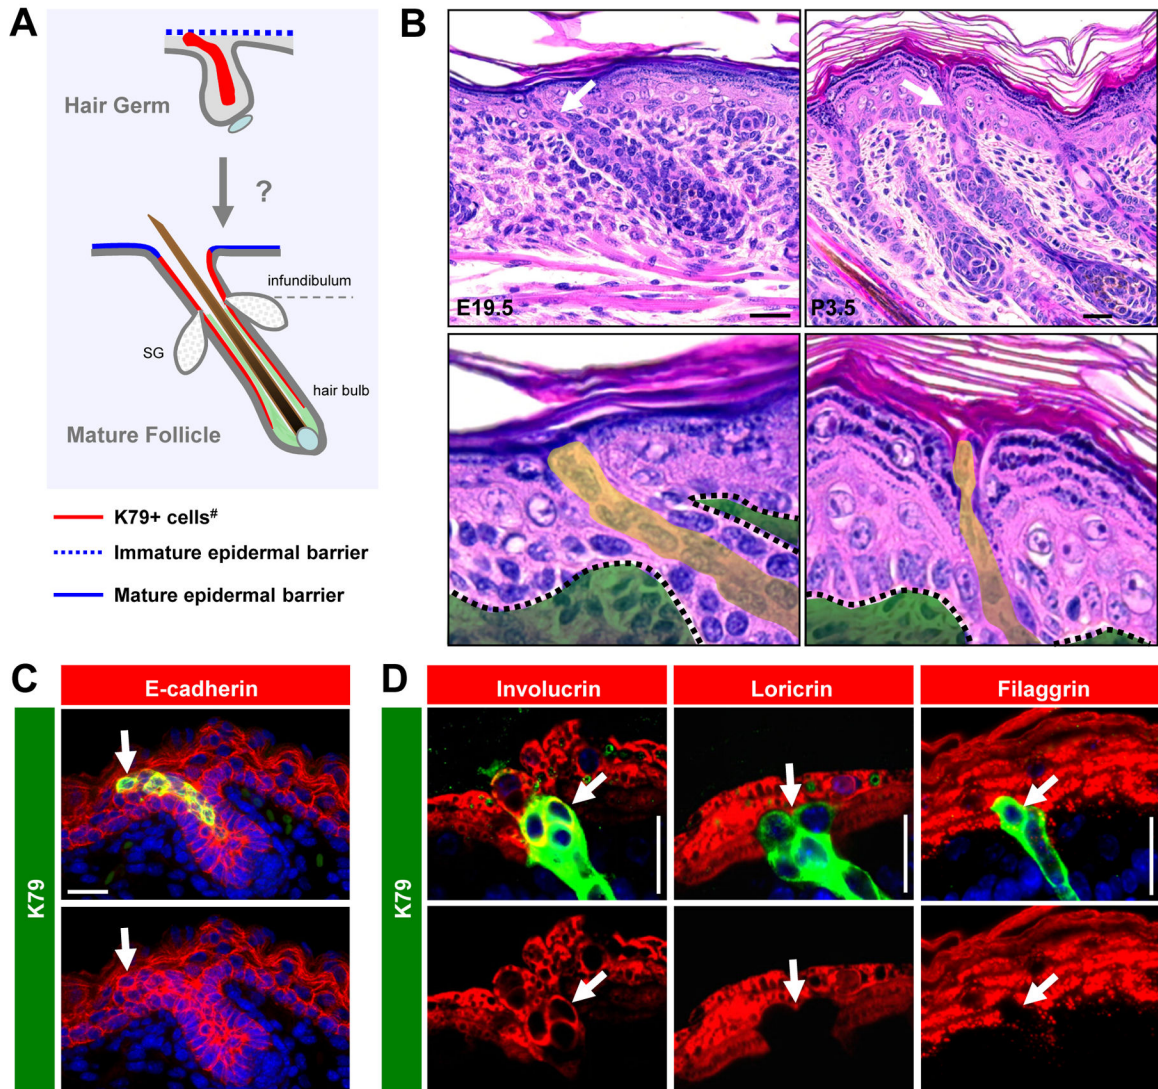 A
Hair Germ
?
infundibulum
SG
hair bulb
Mature Follicle
K79+ cells#
Immature epidermal barrier
Mature epidermal barrier
B
E19.5
P3.5
C
E-cadherin
K79
D
Involucrin
Loricrin
Filaggrin
K79